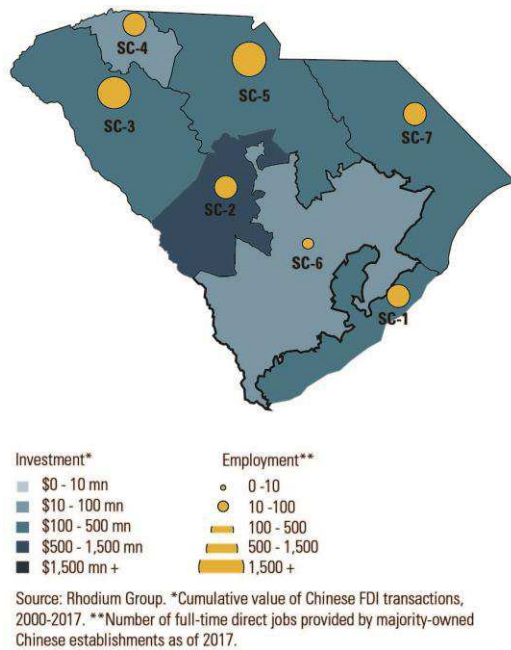 SC-4
SC-5
SC-3
SC-7
SC-2
SC-6
SC-1
Investment*
$0 - 10 mn
$10 - 100 mn
$100 - 500 mn
$500 - 1,500 mn
$1,500 mn +
Employment**
0 -10
10 -100
100 - 500
500 - 1,500
1,500 +
Source: Rhodium Group. *Cumulative value of Chinese FDI transactions,
2000-2017. **Number of full-time direct jobs provided by majority-owned
Chinese establishments as of 2017.